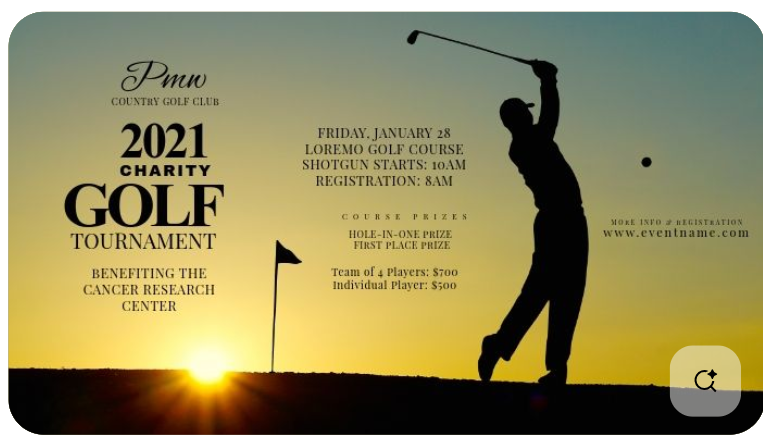 Pmw
COUNTRY GOLF CLUB
2021
CHARITY
GOLF
TOURNAMENT
BENEFITING THE
CANCER RESEARCH
CENTER
FRIDAY, JANUARY 28
LOREMO GOLF COURSE
SHOTGUN STARTS: 10AM
REGISTRATION: 8AM
COURSE PRIZES
HOLE-IN-ONE PRIZE
FIRST PLACE PRIZE
Team of 4 Players: $700
Individual Player: $500
MORE INFO & REGISTRATION
www.eventname.com